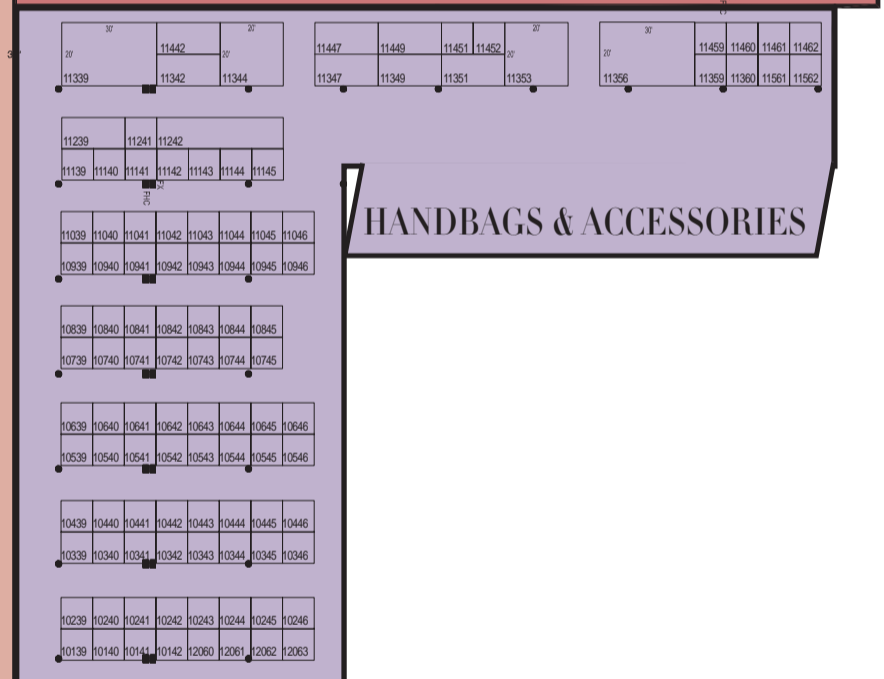 30' 20' 20'
11442 11447 11449 11451 11452 11459 11460 11461 11462
20' 20' 20' 30' 20'
11339 11342 11344 11347 11349 11351 11353 11356 11359 11360 11561 11562
11239 11241 11242
11139 11140 11141 11142 11143 11144 11145
FX
FHC
HANDBAGS & ACCESSORIES
11039 11040 11041 11042 11043 11044 11045 11046
10939 10940 10941 10942 10943 10944 10945 10946
10839 10840 10841 10842 10843 10844 10845
10739 10740 10741 10742 10743 10744 10745
10639 10640 10641 10642 10643 10644 10645 10646
10539 10540 10541 10542 10543 10544 10545 10546
10439 10440 10441 10442 10443 10444 10445 10446
10339 10340 10341 10342 10343 10344 10345 10346
10239 10240 10241 10242 10243 10244 10245 10246
10139 10140 10141 10142 12060 12061 12062 12063